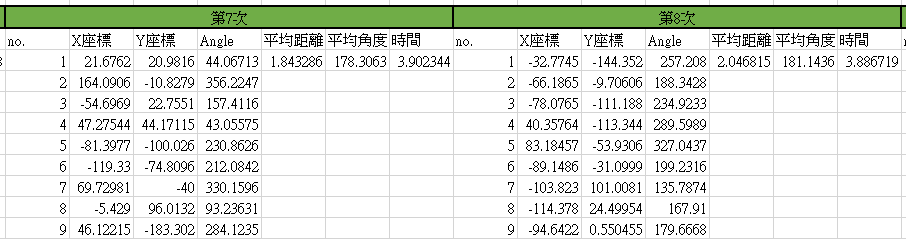 第7次 第8次
no. X座標 Y座標 Angle 平均距離 平均角度 時間 no. X座標 Y座標 Angle 平均距離 平均角度 時間
1 21.6762 20.9816 44.06713 1.843286 178.3063 3.902344 1 -32.7745 -144.352 257.208 2.046815 181.1436 3.886719
2 164.0906 -10.8279 356.2247 2 -66.1865 -9.70606 188.3428
3 -54.6969 22.7551 157.4116 3 -78.0765 -111.188 234.9233
4 47.27544 44.17115 43.05575 4 40.35764 -113.344 289.5989
5 -81.3977 -100.026 230.8626 5 83.18457 -53.9306 327.0437
6 -119.33 -74.8096 212.0842 6 -89.1486 -31.0999 199.2316
7 69.72981 -40 330.1596 7 -103.823 101.0081 135.7874
8 -5.429 96.0132 93.23631 8 -114.378 24.49954 167.91
9 46.12215 -183.302 284.1235 9 -94.6422 0.550455 179.6668